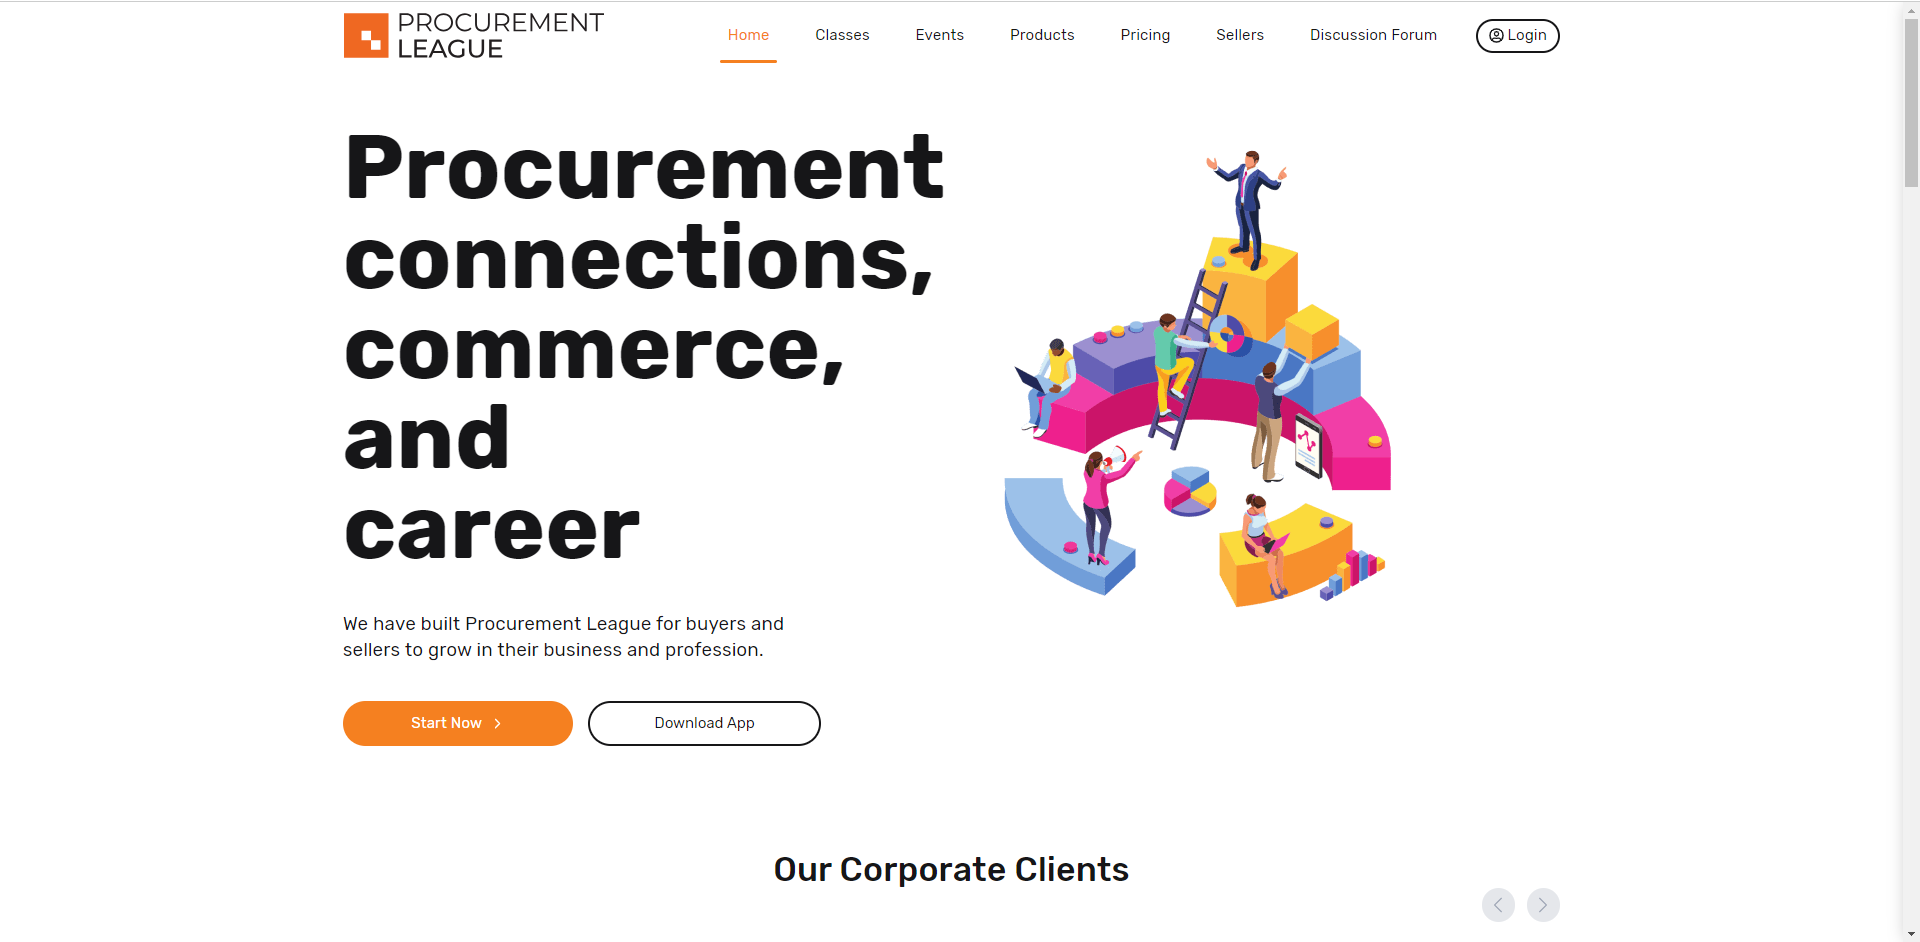 PROCUREMENT
LEAGUE
Home Classes Events Products Pricing Sellers Discussion Forum Login
Procurement
connections,
commerce,
and
career
We have built Procurement League for buyers and
sellers to grow in their business and profession.
Start Now Download App
Our Corporate Clients